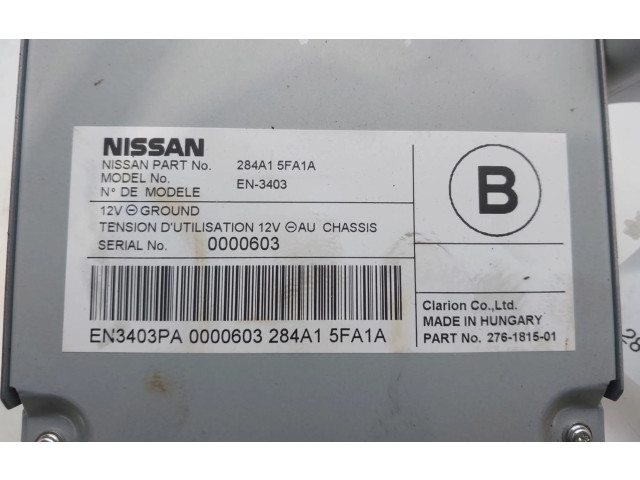 NISSAN
NISSAN PART No. 284A1 5FA1A
MODEL No. EN-3403
N° DE MODELE
12V ⊖ GROUND
TENSION D'UTILISATION 12V ⊖ AU CHASSIS
SERIAL No. 0000603
EN3403PA 0000603 284A1 5FA1A
B
Clarion Co.,Ltd.
MADE IN HUNGARY
PART No. 276-1815-01
28